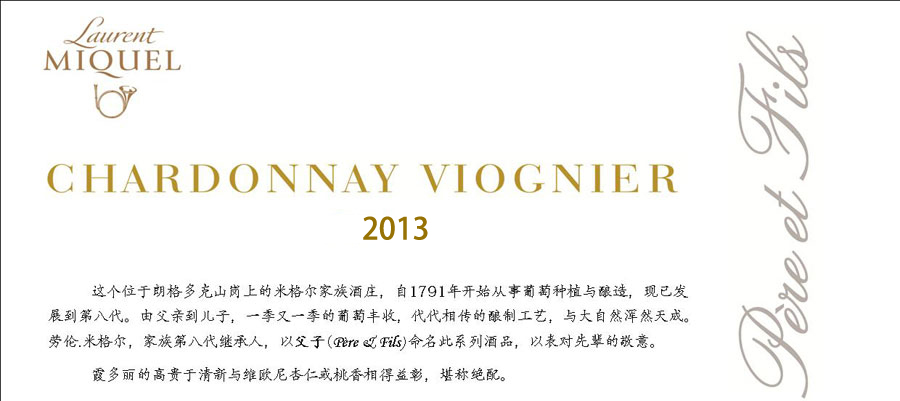 Laurent
MIQUEL
CHARDONNAY VIOGNIER
2013
这个位于朗格多克山岗上的米格尔家族酒庄，自1791年开始从事葡萄种植与酿造，现已发
展到第八代。由父亲到儿子，一季又一季的葡萄丰收，代代相传的酿制工艺，与大自然浑然天成。
劳伦.米格尔，家族第八代继承人，以父子(Père & Fils)命名此系列酒品，以表对先辈的敬意。
霞多丽的高贵于清新与维欧尼杏仁或桃香相得益彰，堪称绝配。
Père et Fils